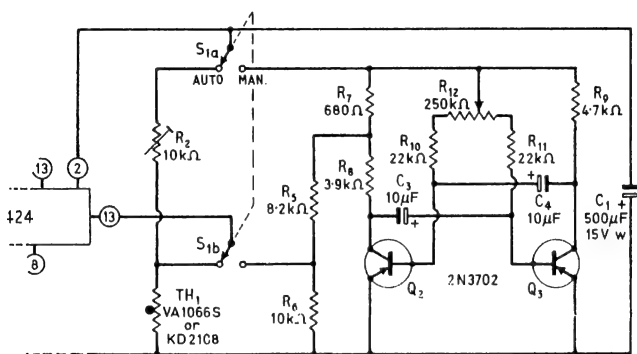 S1a
AUTO
MAN.
R7
680Ω
R12
250kΩ
R9
4·7kΩ
R2
10kΩ
13
2
R10
22kΩ
R11
22kΩ
R8
3·9kΩ
R5
8·2kΩ
C3
10μF
+
+
C4
10μF
C1 +
500μF
15V w
424
13
S1b
8
Q2
2N3702
Q3
TH1
VA1066S
or
KD2108
R6
10kΩ